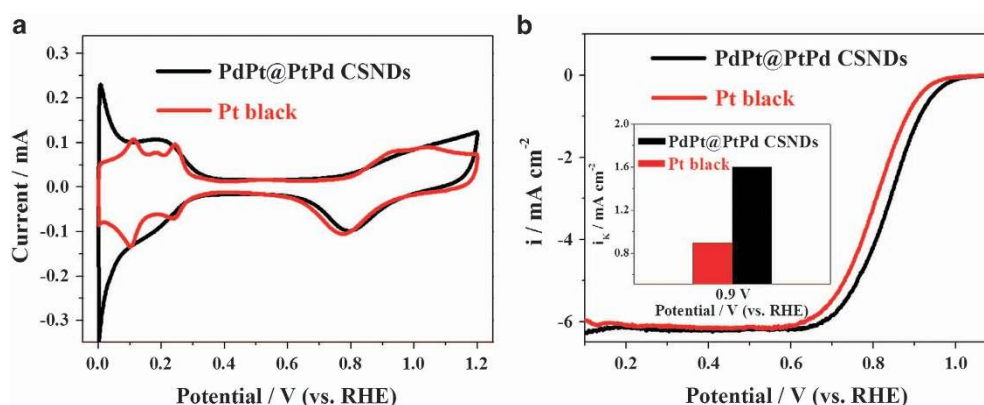 a
PdPt@PtPd CSNDs
Pt black
Current / mA
0.3
0.2
0.1
0.0
-0.1
-0.2
-0.3
0.0 0.2 0.4 0.6 0.8 1.0 1.2
Potential / V (vs. RHE)
b
PdPt@PtPd CSNDs
Pt black
i / mA cm-2
0
-2
-4
-6
0.2 0.4 0.6 0.8 1.0
Potential / V (vs. RHE)
PdPt@PtPd CSNDs
Pt black
iK / mA cm-2
1.6
1.2
0.8
0.9 V
Potential / V (vs. RHE)